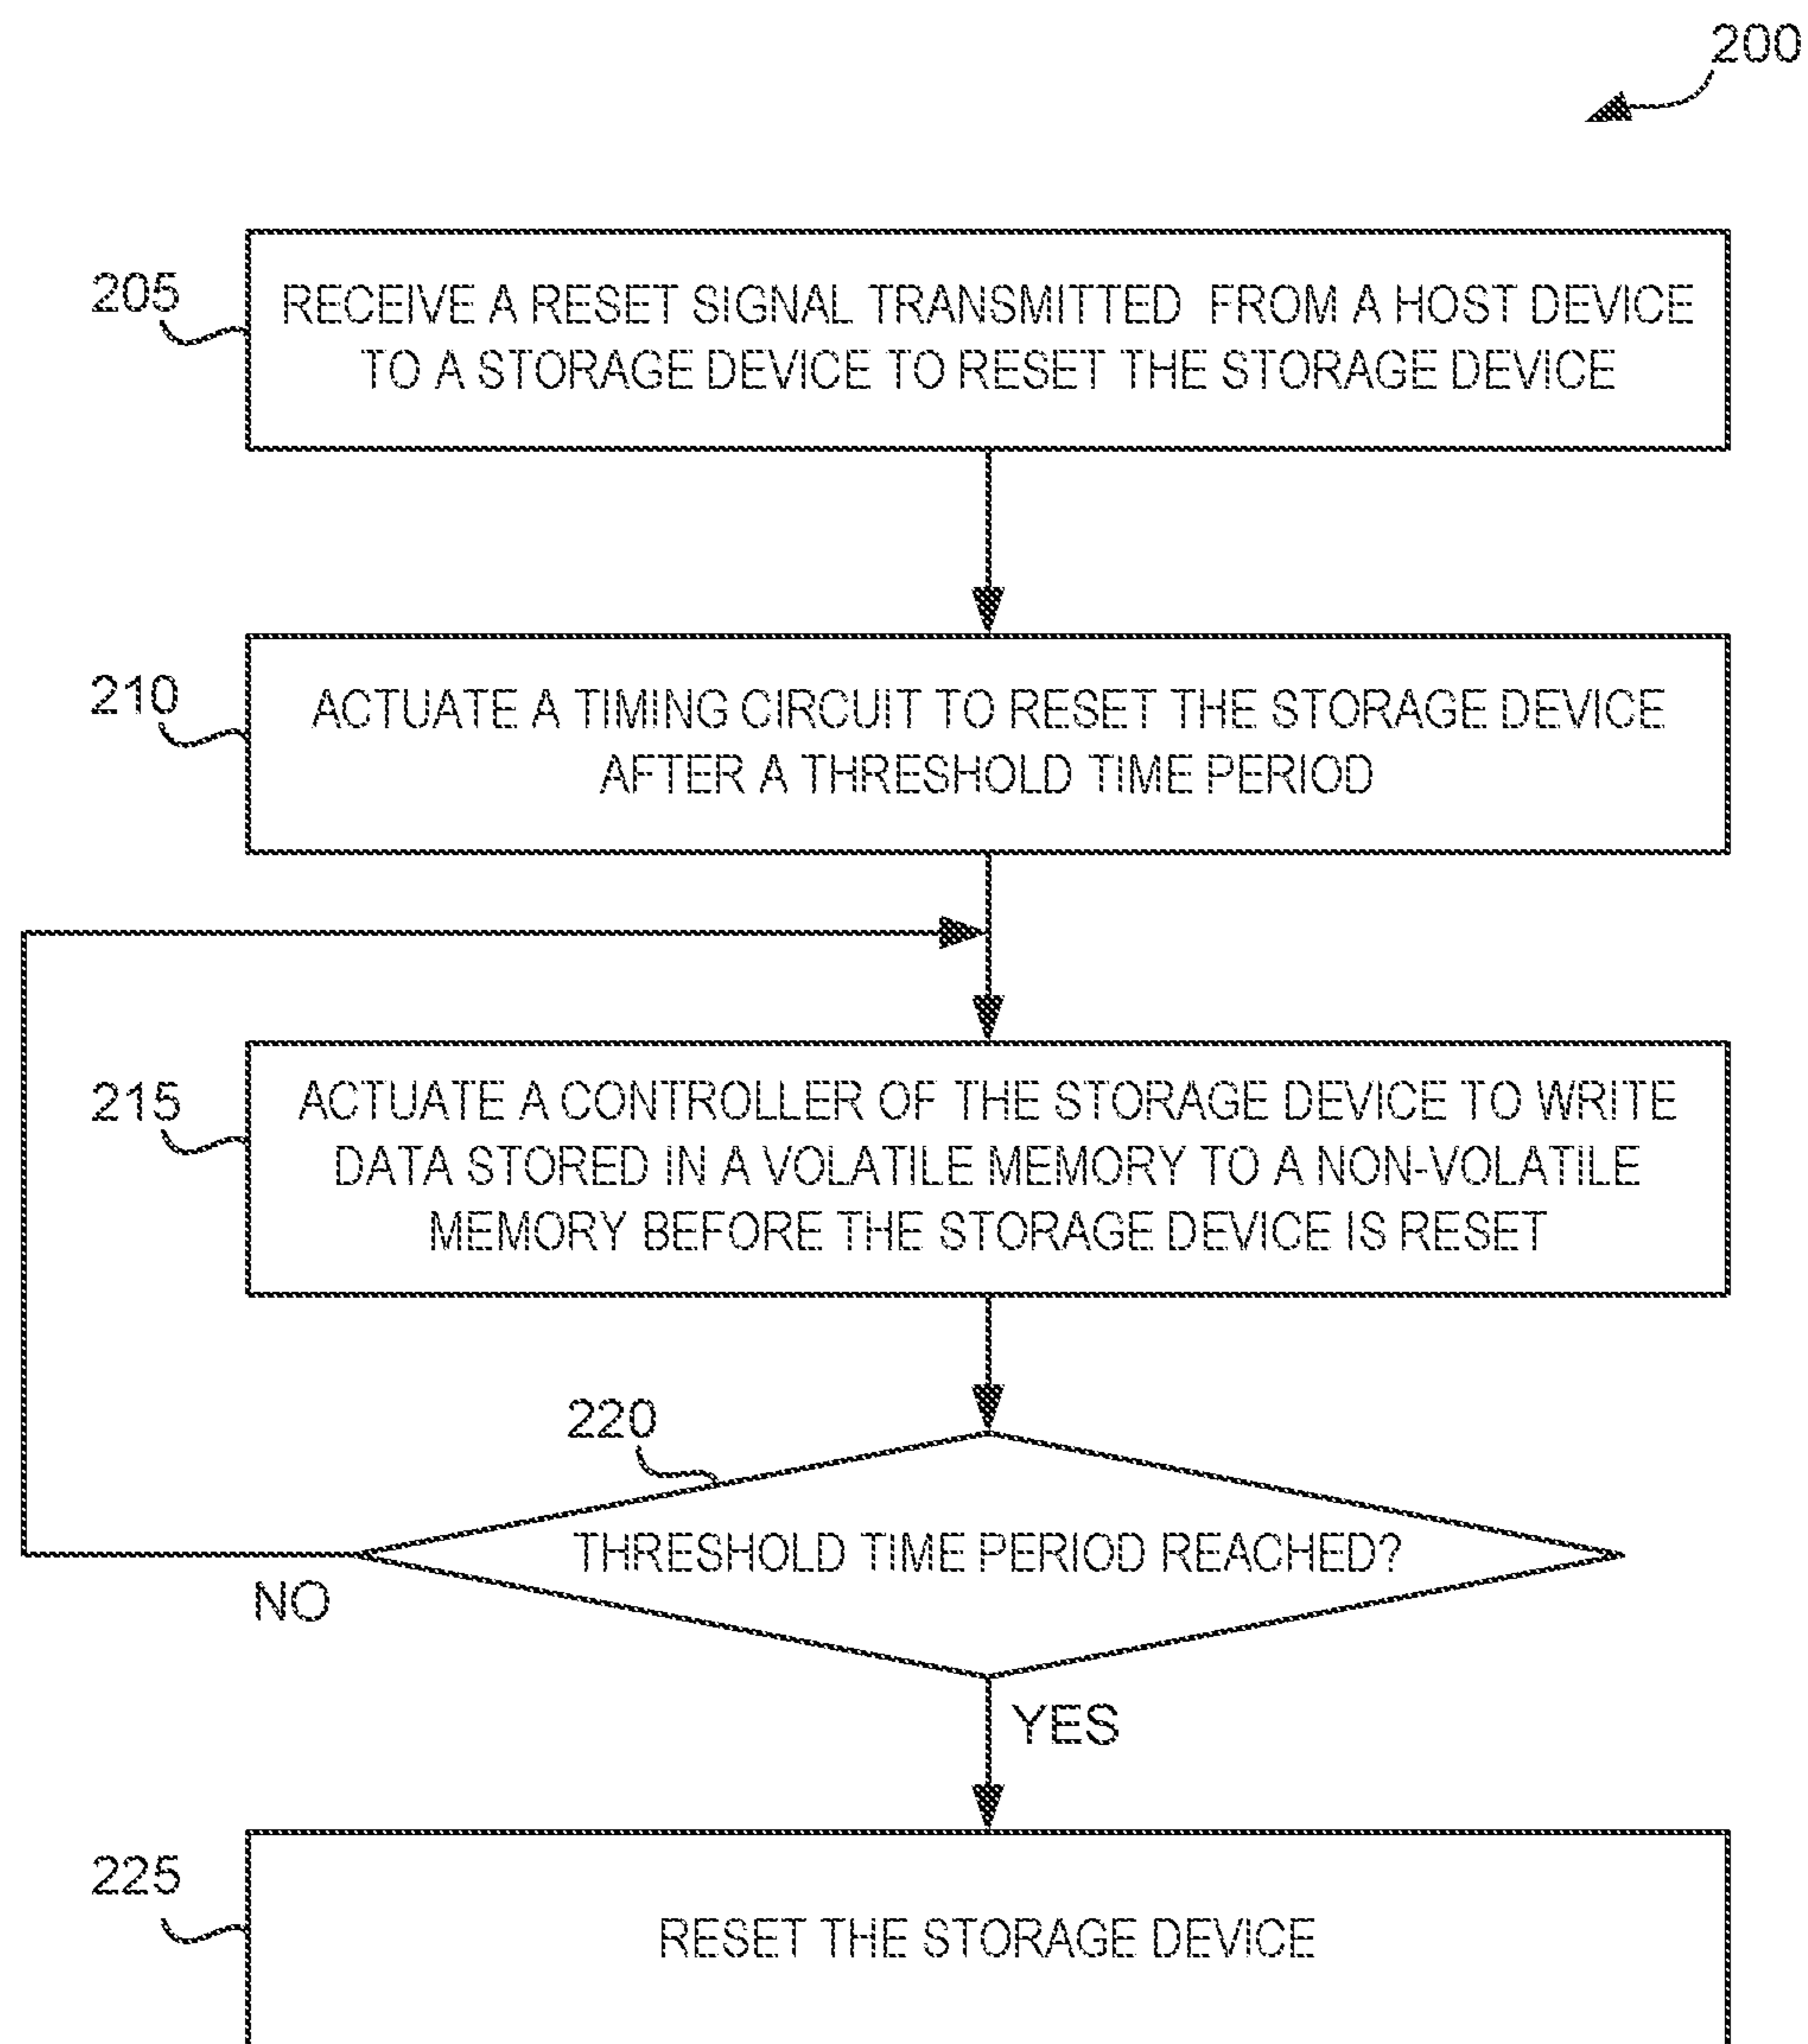 200
205
RECEIVE A RESET SIGNAL TRANSMITTED FROM A HOST DEVICE
TO A STORAGE DEVICE TO RESET THE STORAGE DEVICE
210
ACTUATE A TIMING CIRCUIT TO RESET THE STORAGE DEVICE
AFTER A THRESHOLD TIME PERIOD
215
ACTUATE A CONTROLLER OF THE STORAGE DEVICE TO WRITE
DATA STORED IN A VOLATILE MEMORY TO A NON-VOLATILE
MEMORY BEFORE THE STORAGE DEVICE IS RESET
220
THRESHOLD TIME PERIOD REACHED?
NO
YES
225
RESET THE STORAGE DEVICE